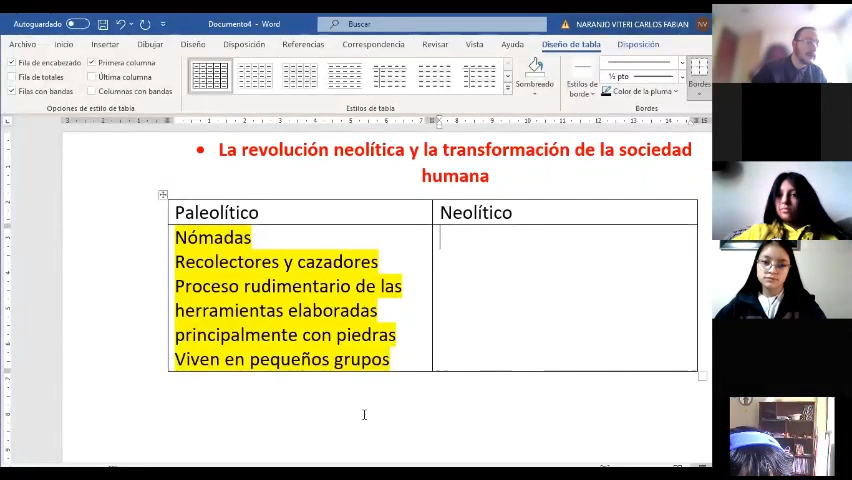 Autoguardado
Documento4 - Word
Buscar
NARANJO VITERI CARLOS FABIAN
NV
Archivo Inicio Insertar Dibujar Diseño Disposición Referencias Correspondencia Revisar Vista Ayuda Diseño de tabla Disposición
Fila de encabezado Primera columna
Fila de totales Última columna
Filas con bandas Columnas con bandas
Opciones de estilo de tabla
Estilos de tabla
Sombreado
Estilos de borde
½ pto
Color de la pluma
Bordes
Bordes
• La revolución neolítica y la transformación de la sociedad
humana
Paleolítico Neolítico
Nómadas
Recolectores y cazadores
Proceso rudimentario de las
herramientas elaboradas
principalmente con piedras
Viven en pequeños grupos